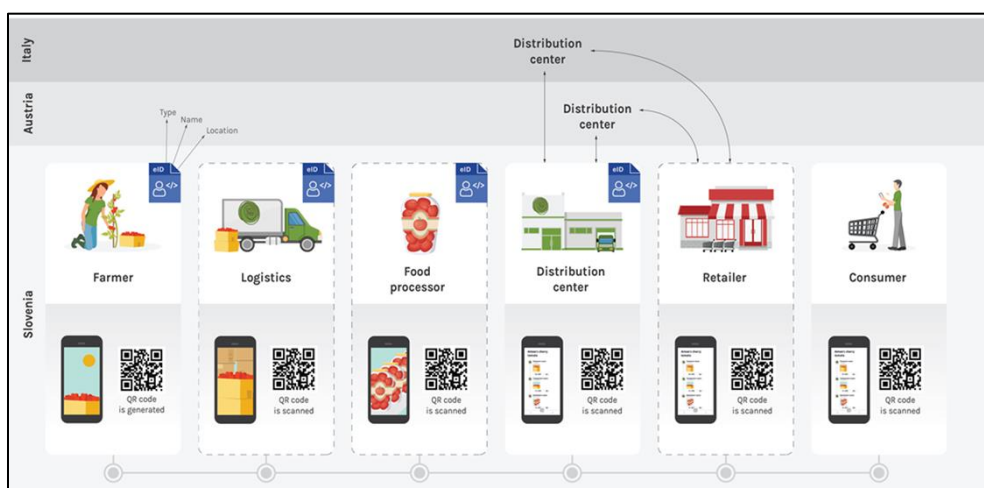 Italy
Distribution
center
Austria
Type
Name
Location
Distribution
center
Slovenia
eID
eID
eID
eID
Farmer
Logistics
Food
processor
Distribution
center
Retailer
Consumer
QR code
is generated
QR code
is scanned
QR code
is scanned
QR code
is scanned
QR code
is scanned
QR code
is scanned